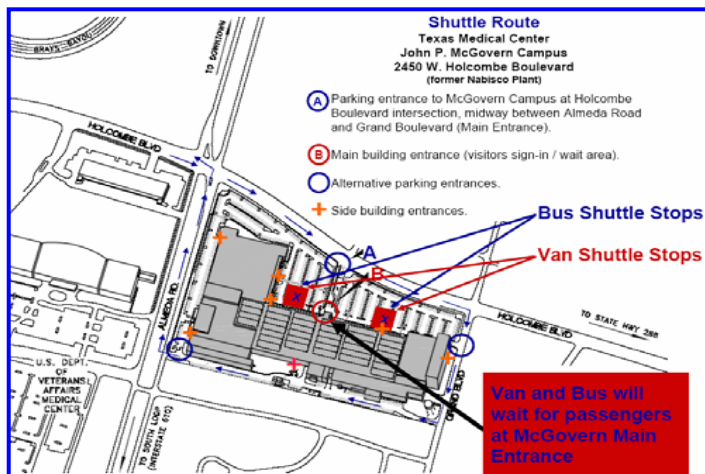 Shuttle Route
Texas Medical Center
John P. McGovern Campus
2450 W. Holcombe Boulevard
(former Nabisco Plant)
A Parking entrance to McGovern Campus at Holcombe
Boulevard intersection, midway between Almeda Road
and Grand Boulevard (Main Entrance).
B Main building entrance (visitors sign-in / wait area).
Alternative parking entrances.
Side building entrances.
Bus Shuttle Stops
Van Shuttle Stops
BRAYS BAYOU
TO DOWNTOWN
HOLCOMBE BLVD
A
B
X
X
ALMEDA RD.
HOLCOMBE BLVD
TO STATE HWY 288
GRAND BLVD
U.S. DEPT.
OF
VETERANS
AFFAIRS
MEDICAL
CENTER
TO SOUTH LOOP
(INTERSTATE 610)
Van and Bus will
wait for passengers
at McGovern Main
Entrance